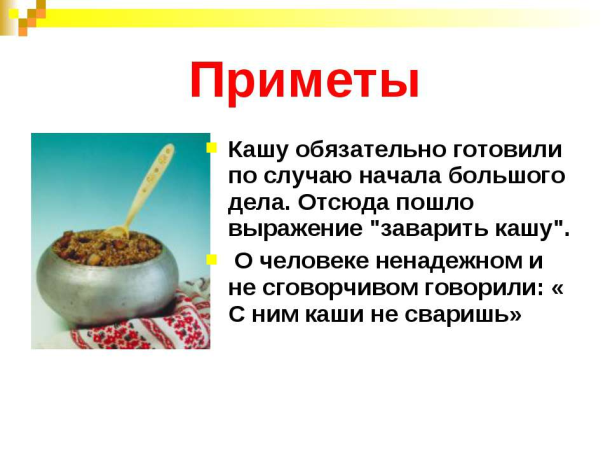 Приметы
Кашу обязательно готовили
по случаю начала большого
дела. Отсюда пошло
выражение "заварить кашу".
О человеке ненадежном и
не сговорчивом говорили: «
С ним каши не сваришь»